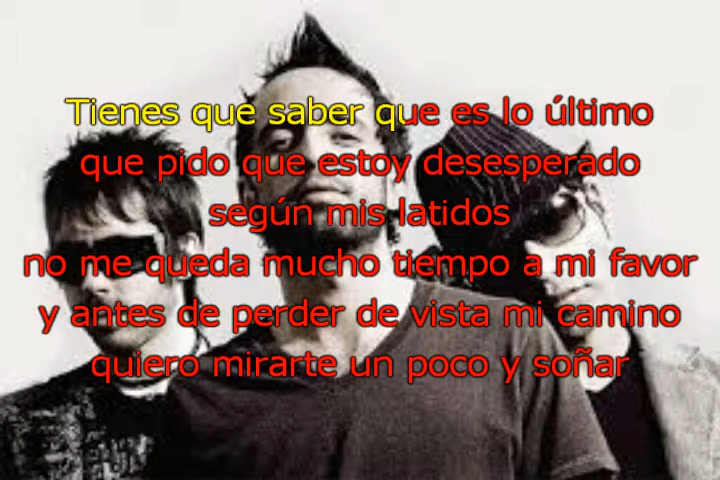 Tienes que saber que es lo último
que pido que estoy desesperado
según mis latidos
no me queda mucho tiempo a mi favor
y antes de perder de vista mi camino
quiero mirarte un poco y soñar